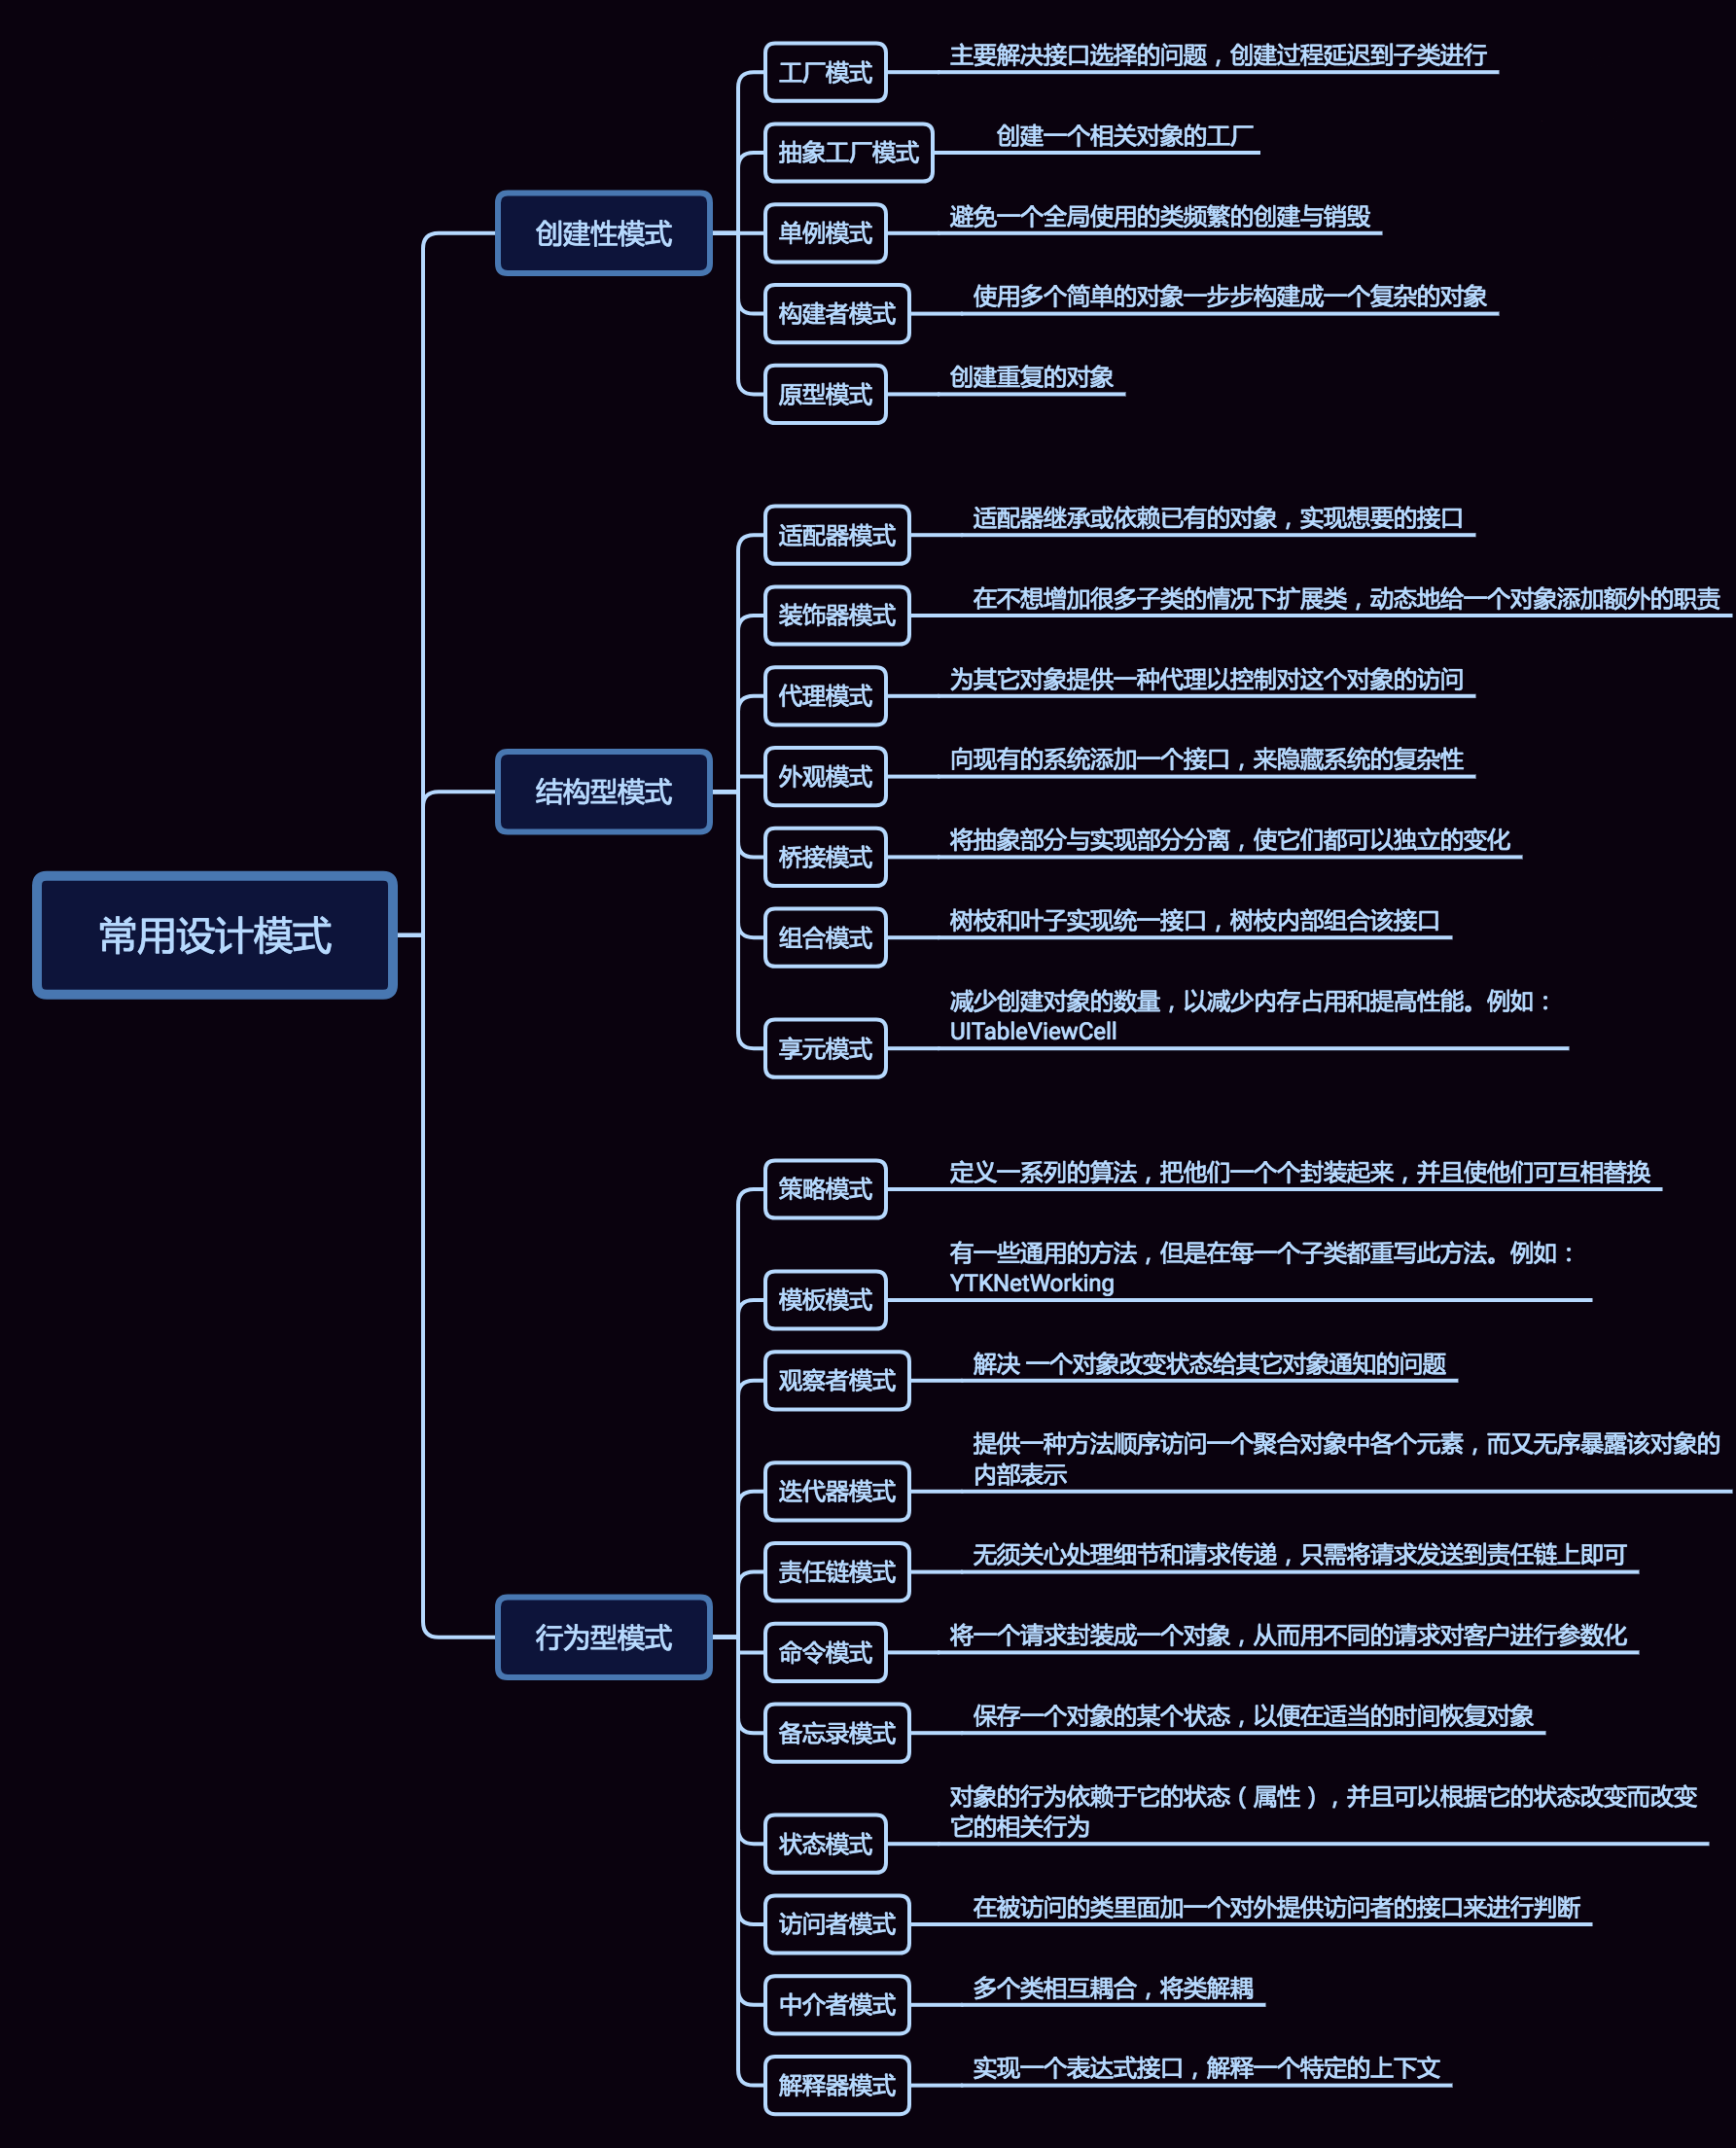 常用设计模式
创建性模式
工厂模式
主要解决接口选择的问题，创建过程延迟到子类进行
抽象工厂模式
创建一个相关对象的工厂
单例模式
避免一个全局使用的类频繁的创建与销毁
构建者模式
使用多个简单的对象一步步构建成一个复杂的对象
原型模式
创建重复的对象
结构型模式
适配器模式
适配器继承或依赖已有的对象，实现想要的接口
装饰器模式
在不想增加很多子类的情况下扩展类，动态地给一个对象添加额外的职责
代理模式
为其它对象提供一种代理以控制对这个对象的访问
外观模式
向现有的系统添加一个接口，来隐藏系统的复杂性
桥接模式
将抽象部分与实现部分分离，使它们都可以独立的变化
组合模式
树枝和叶子实现统一接口，树枝内部组合该接口
享元模式
减少创建对象的数量，以减少内存占用和提高性能。例如：
UITableViewCell
行为型模式
策略模式
定义一系列的算法，把他们一个个封装起来，并且使他们可互相替换
模板模式
有一些通用的方法，但是在每一个子类都重写此方法。例如：
YTKNetWorking
观察者模式
解决 一个对象改变状态给其它对象通知的问题
迭代器模式
提供一种方法顺序访问一个聚合对象中各个元素，而又无序暴露该对象的
内部表示
责任链模式
无须关心处理细节和请求传递，只需将请求发送到责任链上即可
命令模式
将一个请求封装成一个对象，从而用不同的请求对客户进行参数化
备忘录模式
保存一个对象的某个状态，以便在适当的时间恢复对象
状态模式
对象的行为依赖于它的状态（属性），并且可以根据它的状态改变而改变
它的相关行为
访问者模式
在被访问的类里面加一个对外提供访问者的接口来进行判断
中介者模式
多个类相互耦合，将类解耦
解释器模式
实现一个表达式接口，解释一个特定的上下文